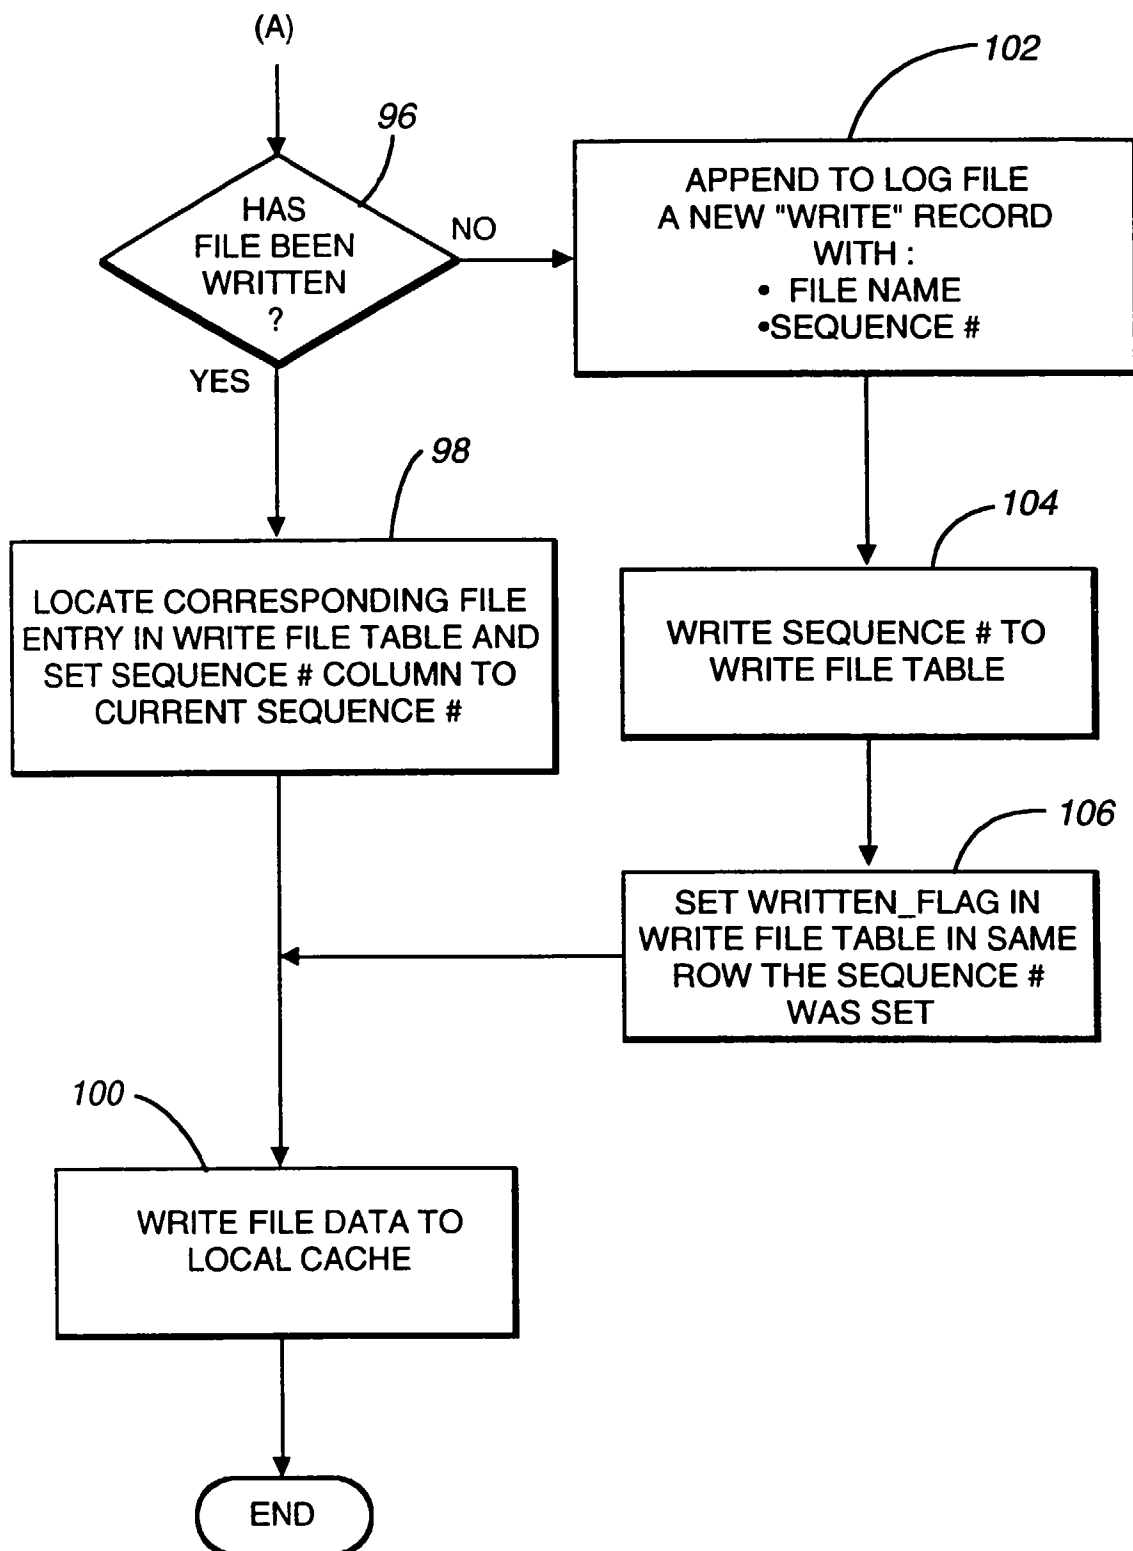 (A)
96
HAS
FILE BEEN
WRITTEN
?
NO
YES
102
APPEND TO LOG FILE
A NEW "WRITE" RECORD
WITH :
• FILE NAME
•SEQUENCE #
98
LOCATE CORRESPONDING FILE
ENTRY IN WRITE FILE TABLE AND
SET SEQUENCE # COLUMN TO
CURRENT SEQUENCE #
104
WRITE SEQUENCE # TO
WRITE FILE TABLE
106
SET WRITTEN_FLAG IN
WRITE FILE TABLE IN SAME
ROW THE SEQUENCE #
WAS SET
100
WRITE FILE DATA TO
LOCAL CACHE
END